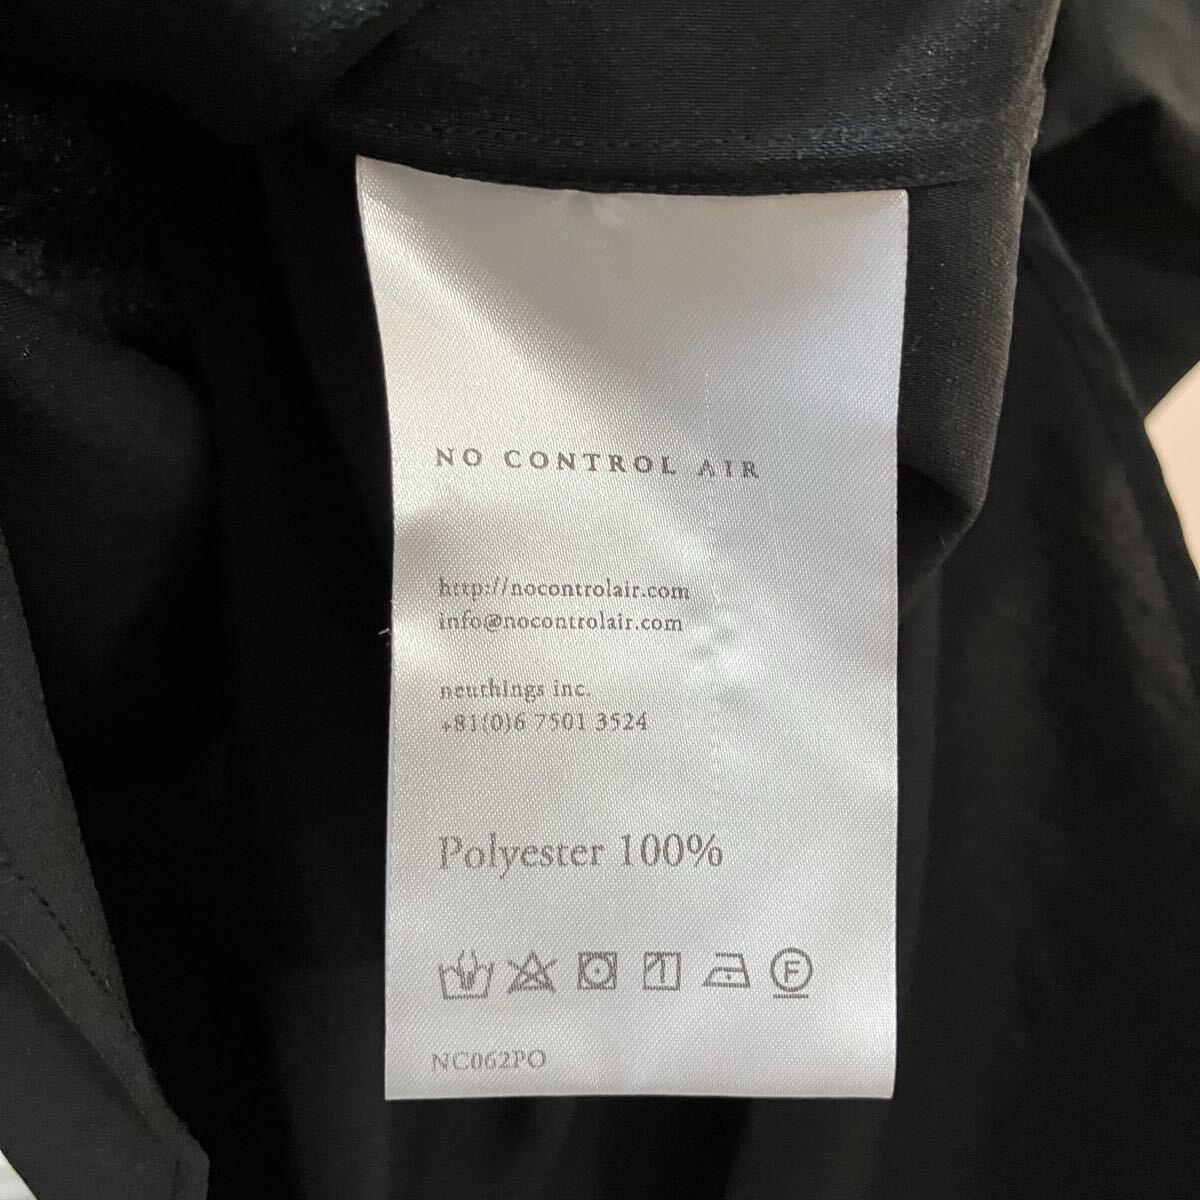 NO CONTROL AIR
http://nocontrolair.com
info@nocontrolair.com
neuthings inc.
+81(0)6 7501 3524
Polyester 100%
F
NC062PO